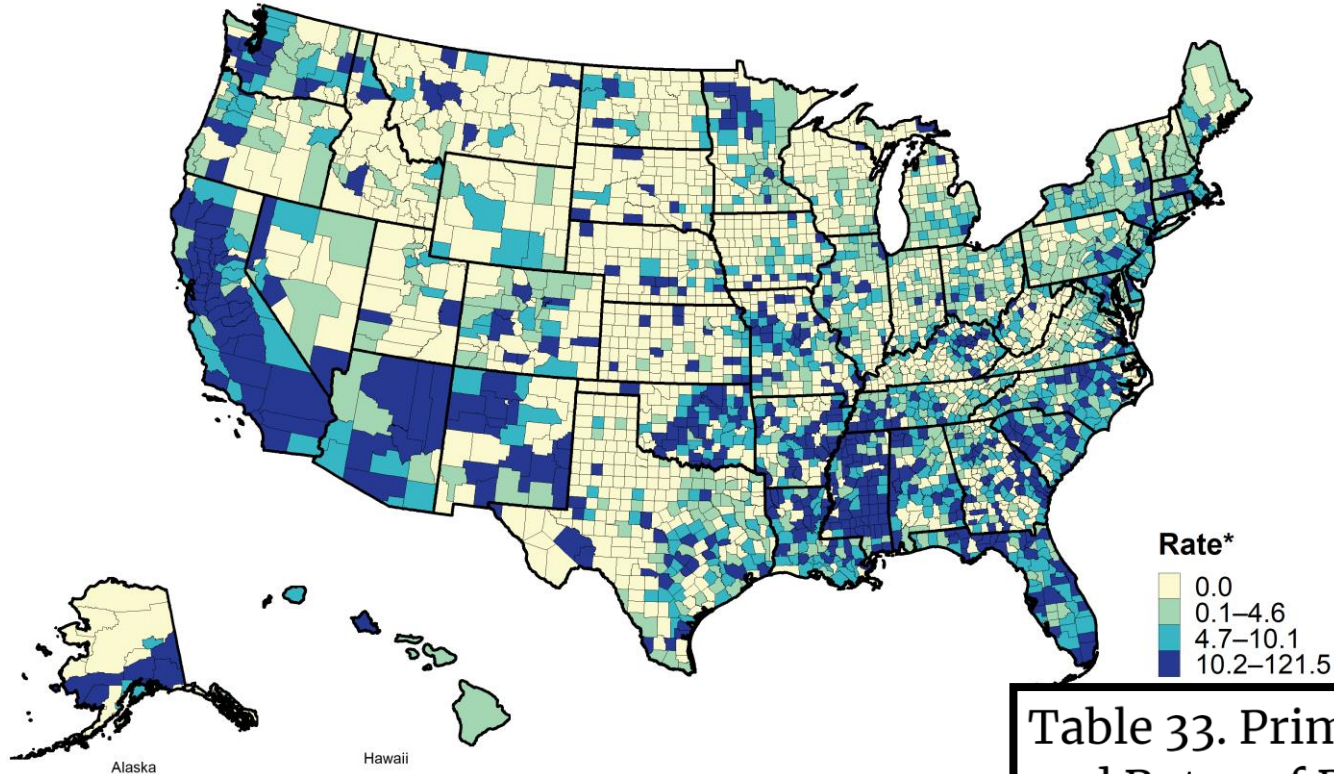 Rate*
0.0
0.1–4.6
4.7–10.1
10.2–121.5
Alaska
Hawaii
Table 33. Prim